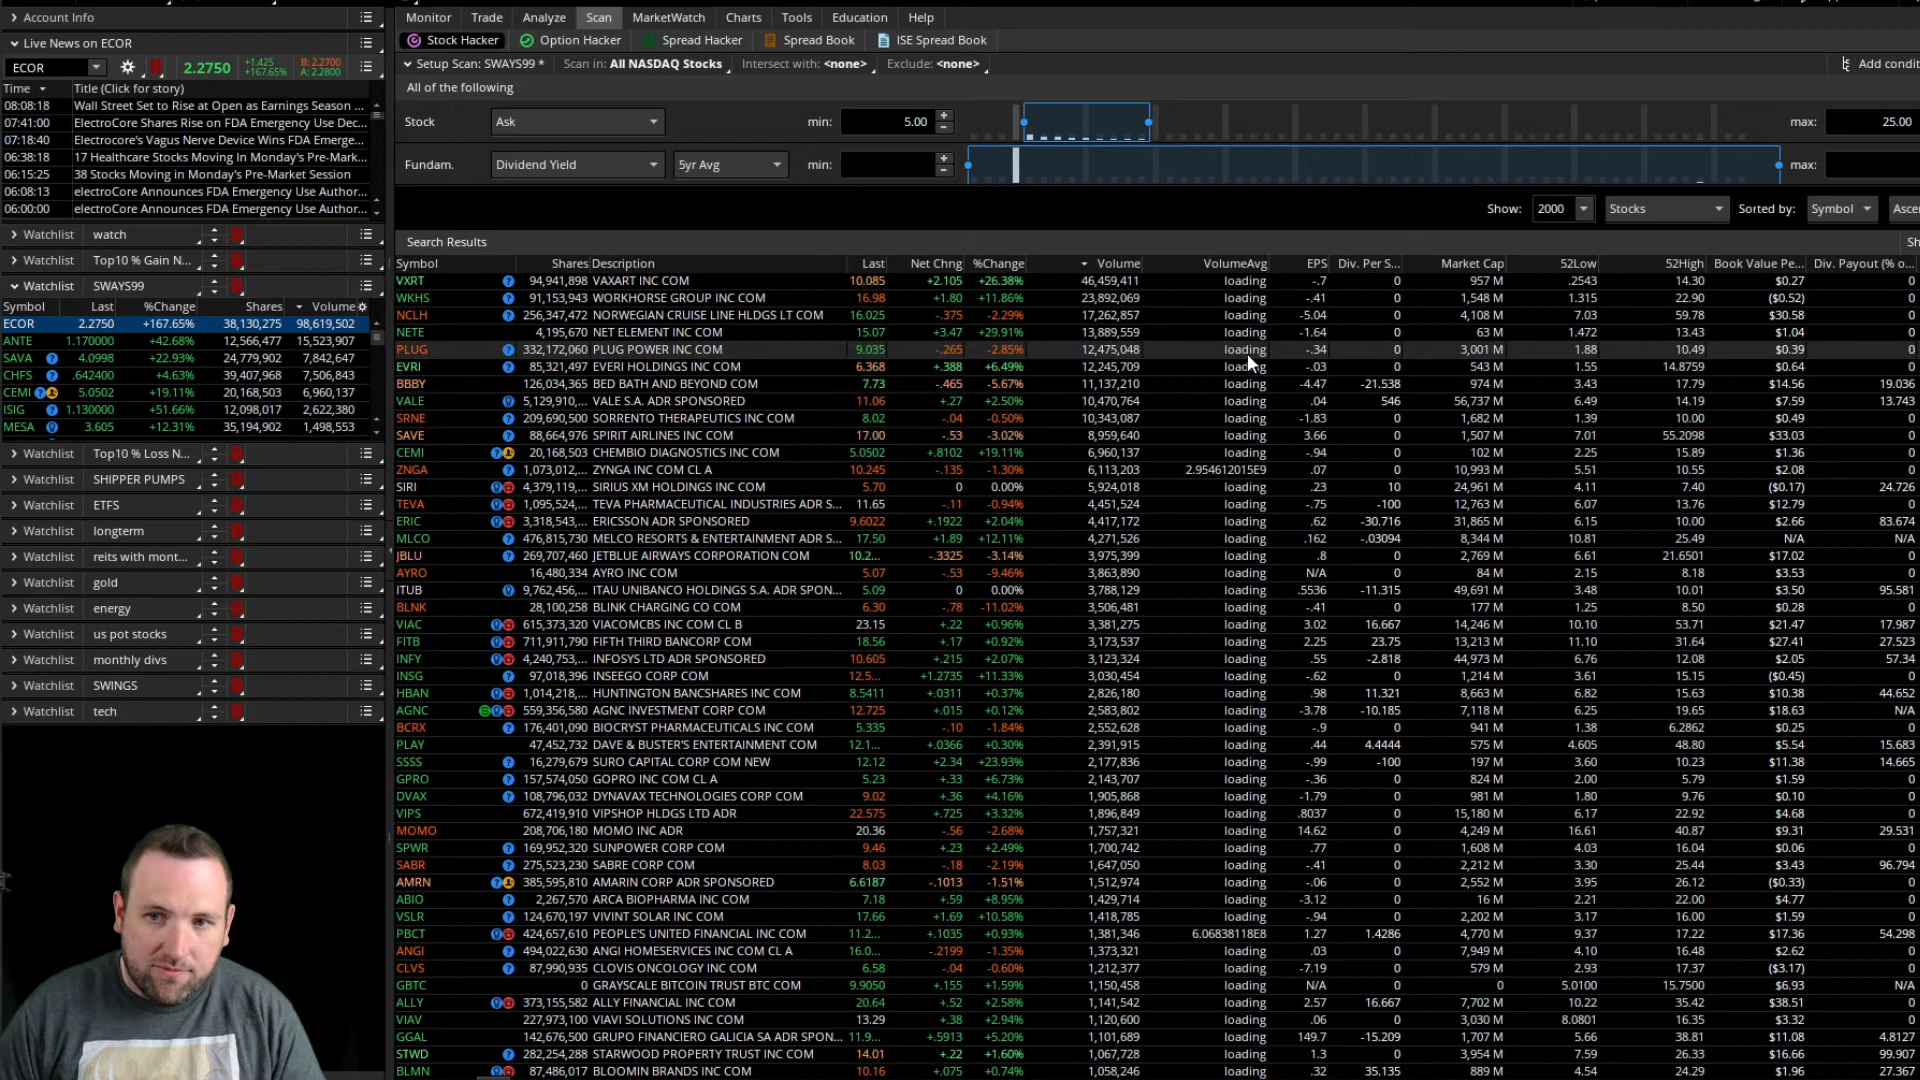 Account Info
Live News on ECOR
ECOR 2.2750 +1.425 +167.65% B: 2.2700 A: 2.2800
Time Title (Click for story)
08:08:18 Wall Street Set to Rise at Open as Earnings Season ...
07:41:00 ElectroCore Shares Rise on FDA Emergency Use Dec...
07:18:40 Electrocore's Vagus Nerve Device Wins FDA Emerge...
06:38:18 17 Healthcare Stocks Moving In Monday's Pre-Mark...
06:15:25 38 Stocks Moving in Monday's Pre-Market Session
06:08:13 electroCore Announces FDA Emergency Use Author...
06:00:00 electroCore Announces FDA Emergency Use Author...
Watchlist watch
Watchlist Top10 % Gain N...
Watchlist SWAYS99
Symbol Last %Change Shares Volume
ECOR 2.2750 +167.65% 38,130,275 98,619,502
ANTE 1.170000 +42.68% 12,566,477 15,523,907
SAVA 4.0998 +22.93% 24,779,902 7,842,647
CHFS .642400 +4.63% 39,407,968 7,506,843
CEMI 5.0502 +19.11% 20,168,503 6,960,137
ISIG 1.130000 +51.66% 12,098,017 2,622,380
MESA 3.605 +12.31% 35,194,902 1,498,553
Watchlist Top10 % Loss N...
Watchlist SHIPPER PUMPS
Watchlist ETFS
Watchlist longterm
Watchlist reits with mont...
Watchlist gold
Watchlist energy
Watchlist us pot stocks
Watchlist monthly divs
Watchlist SWINGS
Watchlist tech
Monitor Trade Analyze Scan MarketWatch Charts Tools Education Help
Stock Hacker Option Hacker Spread Hacker Spread Book ISE Spread Book
Setup Scan: SWAYS99 * Scan in: All NASDAQ Stocks Intersect with: <none> Exclude: <none> Add condit
All of the following
Stock Ask min: 5.00 max: 25.00
Fundam. Dividend Yield 5yr Avg min: max:
Show: 2000 Stocks Sorted by: Symbol Asce
Search Results Sh
Symbol Shares Description Last Net Chng %Change Volume VolumeAvg EPS Div. Per S... Market Cap 52Low 52High Book Value Pe... Div. Payout (% o...
VXRT 94,941,898 VAXART INC COM 10.085 +2.105 +26.38% 46,459,411 loading -.7 0 957 M .2543 14.30 $0.27 0
WKHS 91,153,943 WORKHORSE GROUP INC COM 16.98 +1.80 +11.86% 23,892,069 loading -.41 0 1,548 M 1.315 22.90 ($0.52) 0
NCLH 256,347,472 NORWEGIAN CRUISE LINE HLDGS LT COM 16.025 -.375 -2.29% 17,262,857 loading -5.04 0 4,108 M 7.03 59.78 $30.58 0
NETE 4,195,670 NET ELEMENT INC COM 15.07 +3.47 +29.91% 13,889,559 loading -1.64 0 63 M 1.472 13.43 $1.04 0
PLUG 332,172,060 PLUG POWER INC COM 9.035 -.265 -2.85% 12,475,048 loading -.34 0 3,001 M 1.88 10.49 $0.39 0
EVRI 85,321,497 EVERI HOLDINGS INC COM 6.368 +.388 +6.49% 12,245,709 loading -.03 0 543 M 1.55 14.8759 $0.64 0
BBBY 126,034,365 BED BATH AND BEYOND COM 7.73 -.465 -5.67% 11,137,210 loading -4.47 -21.538 974 M 3.43 17.79 $14.56 19.036
VALE 5,129,910,... VALE S.A. ADR SPONSORED 11.06 +.27 +2.50% 10,470,764 loading .04 546 56,737 M 6.49 14.19 $7.59 13.743
SRNE 209,690,500 SORRENTO THERAPEUTICS INC COM 8.02 -.04 -0.50% 10,343,087 loading -1.83 0 1,682 M 1.39 10.00 $0.49 0
SAVE 88,664,976 SPIRIT AIRLINES INC COM 17.00 -.53 -3.02% 8,959,640 loading 3.66 0 1,507 M 7.01 55.2098 $33.03 0
CEMI 20,168,503 CHEMBIO DIAGNOSTICS INC COM 5.0502 +.8102 +19.11% 6,960,137 loading -.94 0 102 M 2.25 15.89 $1.36 0
ZNGA 1,073,012,... ZYNGA INC COM CL A 10.245 -.135 -1.30% 6,113,203 2.954612015E9 .07 0 10,993 M 5.51 10.55 $2.08 0
SIRI 4,379,119,... SIRIUS XM HOLDINGS INC COM 5.70 0 0.00% 5,924,018 loading .23 10 24,961 M 4.11 7.40 ($0.17) 24.726
TEVA 1,095,524,... TEVA PHARMACEUTICAL INDUSTRIES ADR S... 11.65 -.11 -0.94% 4,451,524 loading -.75 -100 12,763 M 6.07 13.76 $12.79 0
ERIC 3,318,543,... ERICSSON ADR SPONSORED 9.6022 +.1922 +2.04% 4,417,172 loading .62 -30.716 31,865 M 6.15 10.00 $2.66 83.674
MLCO 476,815,730 MELCO RESORTS & ENTERTAINMENT ADR S... 17.50 +1.89 +12.11% 4,271,526 loading .162 -.03094 8,344 M 10.81 25.49 N/A N/A
JBLU 269,707,460 JETBLUE AIRWAYS CORPORATION COM 10.2... -.3325 -3.14% 3,975,399 loading .8 0 2,769 M 6.61 21.6501 $17.02 0
AYRO 16,480,334 AYRO INC COM 5.07 -.53 -9.46% 3,863,890 loading N/A 0 84 M 2.15 8.18 $3.53 0
ITUB 9,762,456,... ITAU UNIBANCO HOLDINGS S.A. ADR SPON... 5.09 0 0.00% 3,788,129 loading .5536 -11.315 49,691 M 3.48 10.01 $3.50 95.581
BLNK 28,100,258 BLINK CHARGING CO COM 6.30 -.78 -11.02% 3,506,481 loading -.41 0 177 M 1.25 8.50 $0.28 0
VIAC 615,373,320 VIACOMCBS INC COM CL B 23.15 +.22 +0.96% 3,381,275 loading 3.02 16.667 14,246 M 10.10 53.71 $21.47 17.987
FITB 711,911,790 FIFTH THIRD BANCORP COM 18.56 +.17 +0.92% 3,173,537 loading 2.25 23.75 13,213 M 11.10 31.64 $27.41 27.523
INFY 4,240,753,... INFOSYS LTD ADR SPONSORED 10.605 +.215 +2.07% 3,123,324 loading .55 -2.818 44,973 M 6.76 12.08 $2.05 57.34
INSG 97,018,396 INSEEGO CORP COM 12.5... +1.2735 +11.33% 3,030,454 loading -.62 0 1,214 M 3.61 15.15 ($0.45) 0
HBAN 1,014,218,... HUNTINGTON BANCSHARES INC COM 8.5411 +.0311 +0.37% 2,826,180 loading .98 11.321 8,663 M 6.82 15.63 $10.38 44.652
AGNC 559,356,580 AGNC INVESTMENT CORP COM 12.725 +.015 +0.12% 2,583,802 loading -3.78 -10.185 7,118 M 6.25 19.65 $18.63 N/A
BCRX 176,401,090 BIOCRYST PHARMACEUTICALS INC COM 5.335 -.10 -1.84% 2,552,628 loading -.9 0 941 M 1.38 6.2862 $0.25 0
PLAY 47,452,732 DAVE & BUSTER'S ENTERTAINMENT COM 12.1... +.0366 +0.30% 2,391,915 loading .44 4.4444 575 M 4.605 48.80 $5.54 15.683
SSSS 16,279,679 SURO CAPITAL CORP COM NEW 12.12 +2.34 +23.93% 2,177,836 loading -.99 -100 197 M 3.60 10.23 $11.38 14.665
GPRO 157,574,050 GOPRO INC COM CL A 5.23 +.33 +6.73% 2,143,707 loading -.36 0 824 M 2.00 5.79 $1.59 0
DVAX 108,796,032 DYNAVAX TECHNOLOGIES CORP COM 9.02 +.36 +4.16% 1,905,868 loading -1.79 0 981 M 1.80 9.76 $0.10 0
VIPS 672,419,910 VIPSHOP HLDGS LTD ADR 22.575 +.725 +3.32% 1,896,849 loading .8037 0 15,180 M 6.17 22.92 $4.68 0
MOMO 208,706,180 MOMO INC ADR 20.36 -.56 -2.68% 1,757,321 loading 14.62 0 4,249 M 16.61 40.87 $9.31 29.531
SPWR 169,952,320 SUNPOWER CORP COM 9.46 +.23 +2.49% 1,700,742 loading .77 0 1,608 M 4.03 16.04 $0.06 0
SABR 275,523,230 SABRE CORP COM 8.03 -.18 -2.19% 1,647,050 loading -.41 0 2,212 M 3.30 25.44 $3.43 96.794
AMRN 385,595,810 AMARIN CORP ADR SPONSORED 6.6187 -.1013 -1.51% 1,512,974 loading -.06 0 2,552 M 3.95 26.12 ($0.33) 0
ABIO 2,267,570 ARCA BIOPHARMA INC COM 7.18 +.59 +8.95% 1,429,714 loading -3.12 0 16 M 2.21 22.00 $4.77 0
VSLR 124,670,197 VIVINT SOLAR INC COM 17.66 +1.69 +10.58% 1,418,785 loading -.94 0 2,202 M 3.17 16.00 $1.59 0
PBCT 424,657,610 PEOPLE'S UNITED FINANCIAL INC COM 11.2... +.1035 +0.93% 1,381,346 6.06838118E8 1.27 1.4286 4,770 M 9.37 17.22 $17.36 54.298
ANGI 494,022,630 ANGI HOMESERVICES INC COM CL A 16.0... -.2199 -1.35% 1,373,321 loading .03 0 7,949 M 4.10 16.48 $2.62 0
CLVS 87,990,935 CLOVIS ONCOLOGY INC COM 6.58 -.04 -0.60% 1,212,377 loading -7.19 0 579 M 2.93 17.37 ($3.17) 0
GBTC 0 GRAYSCALE BITCOIN TRUST BTC COM 9.9050 +.155 +1.59% 1,150,458 loading N/A 0 0 5.0100 15.7500 $6.93 N/A
ALLY 373,155,582 ALLY FINANCIAL INC COM 20.64 +.52 +2.58% 1,141,542 loading 2.57 16.667 7,702 M 10.22 35.42 $38.51 0
VIAV 227,973,100 VIAVI SOLUTIONS INC COM 13.29 +.38 +2.94% 1,120,600 loading .06 0 3,030 M 8.0801 16.35 $3.32 0
GGAL 142,676,500 GRUPO FINANCIERO GALICIA SA ADR SPON... 11.9... +.5913 +5.20% 1,101,689 loading 149.7 -15.209 1,707 M 5.66 38.81 $11.08 4.8127
STWD 282,254,288 STARWOOD PROPERTY TRUST INC COM 14.01 +.22 +1.60% 1,067,728 loading 1.3 0 3,954 M 7.59 26.33 $16.66 99.907
BLMN 87,486,017 BLOOMIN BRANDS INC COM 10.16 +.075 +0.74% 1,058,246 loading .32 35.135 889 M 4.54 24.29 $1.96 27.367